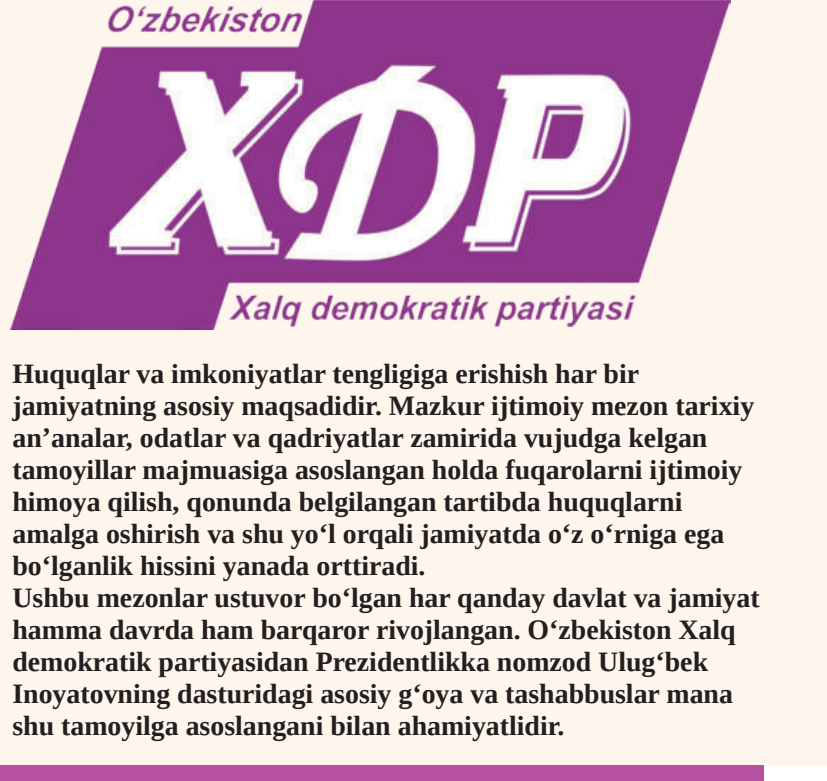 O‘zbekiston
XDP
Xalq demokratik partiyasi
Huquqlar va imkoniyatlar tengligiga erishish har bir
jamiyatning asosiy maqsadidir. Mazkur ijtimoiy mezon tarixiy
an’analar, odatlar va qadriyatlar zamirida vujudga kelgan
tamoyillar majmuasiga asoslangan holda fuqarolarni ijtimoiy
himoya qilish, qonunda belgilangan tartibda huquqlarni
amalga oshirish va shu yo‘l orqali jamiyatda o‘z o‘rniga ega
bo‘lganlik hissini yanada orttiradi.
Ushbu mezonlar ustuvor bo‘lgan har qanday davlat va jamiyat
hamma davrda ham barqaror rivojlangan. O‘zbekiston Xalq
demokratik partiyasidan Prezidentlikka nomzod Ulug‘bek
Inoyatovning dasturidagi asosiy g‘oya va tashabbuslar mana
shu tamoyilga asoslangani bilan ahamiyatlidir.